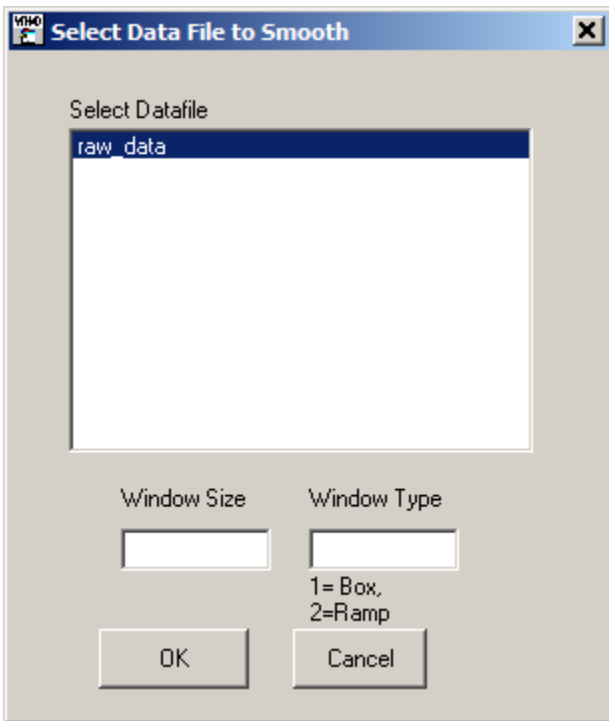 Select Data File to Smooth
Select Datafile
raw_data
Window Size
Window Type
1= Box,
2=Ramp
OK
Cancel